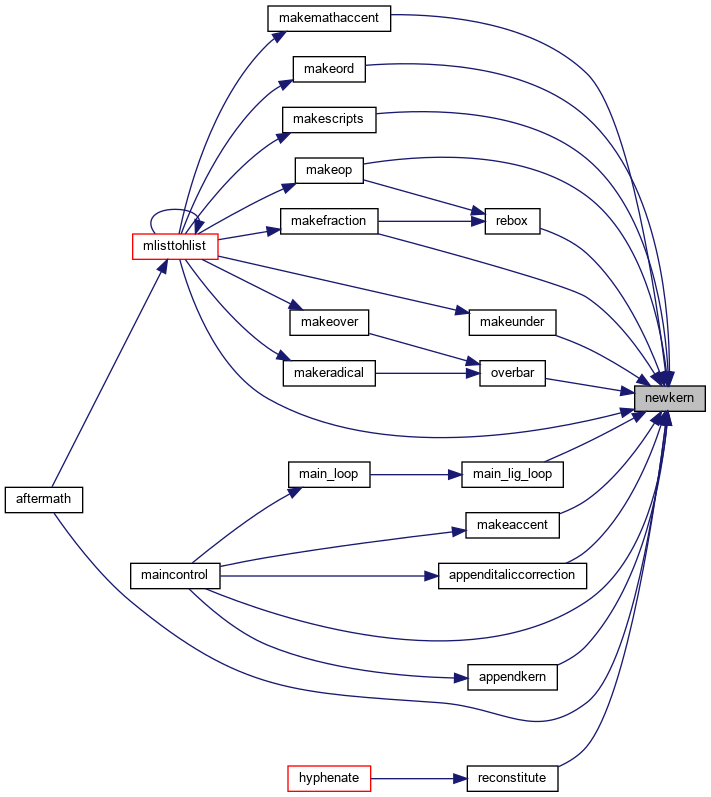 makemathaccent
makeord
makescripts
makeop
makefraction
rebox
mlisttohlist
makeover
makeunder
makeradical
overbar
newkern
main_loop
main_lig_loop
aftermath
makeaccent
maincontrol
appenditaliccorrection
appendkern
hyphenate
reconstitute